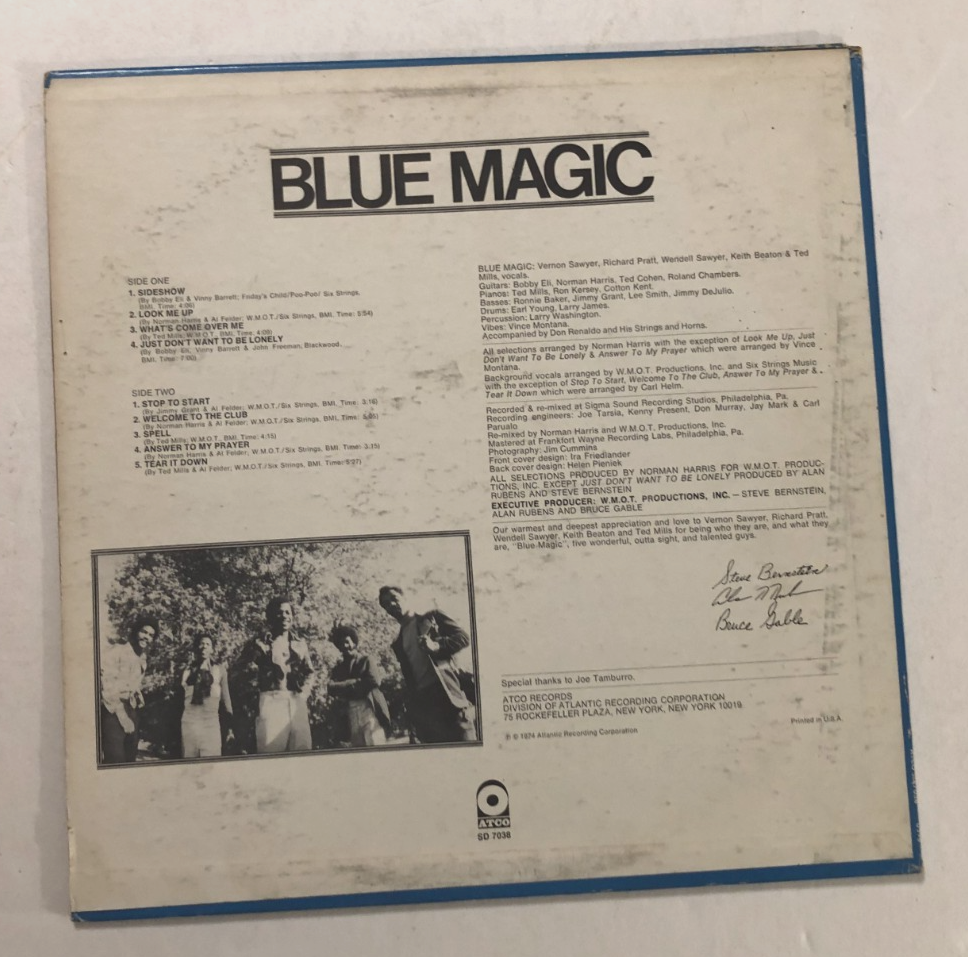 BLUE MAGIC
SIDE ONE
1. SIDESHOW
(By Bobby Eli & Vinny Barrett; Friday's Child/Poo-Poo/ Six Strings,
BMI. Time: 4:06)
2. LOOK ME UP
(By Norman Harris & Al Felder; W.M.O.T./Six Strings, BMI. Time: 5:54)
3. WHAT'S COME OVER ME
(By Ted Mills; W.M.O.T., BMI. Time: 4:09)
4. JUST DON'T WANT TO BE LONELY
(By Bobby Eli, Vinny Barrett & John Freeman; Blackwood,
BMI. Time:
SIDE TWO
1. STOP TO START
(By Jimmy Grant & Al Felder; W.M.O.T./Six Strings, BMI, Time: 3:16)
2. WELCOME TO THE CLUB
(By Norman Harris & Al Felder; W.M.O.T./Six Strings, BMI, Time:
3. SPELL
(By Ted Mills; W.M.O.T., BMI. Time: 4:15)
4. ANSWER TO MY PRAYER
(By Norman Harris & Al Felder; W.M.O.T./Six Strings, BMI. Time: 3:15)
5. TEAR IT DOWN
(By Ted Mills & Al Felder; W.M.O.T./Six Strings, BMI. Time:
BLUE MAGIC: Vernon Sawyer, Richard Pratt, Wendell Sawyer, Keith Beaton & Ted
Mills, vocals.
Guitars: Bobby Eli, Norman Harris, Ted Cohen, Roland Chambers.
Pianos: Ted Mills, Ron Kersey, Cotton Kent.
Basses: Ronnie Baker, Jimmy Grant, Lee Smith, Jimmy DeJulio.
Drums: Earl Young, Larry James.
Percussion: Larry Washington.
Vibes: Vince Montana.
Accompanied by Don Renaldo and His Strings and Horns.
All selections arranged by Norman Harris with the exception of Look Me Up, Just
Don't Want To Be Lonely & Answer To My Prayer which were arranged by Vince
Montana.
Background vocals arranged by W.M.O.T. Productions, Inc. and Six Strings Music
with the exception of Stop To Start, Welcome To The Club, Answer To My Prayer &
Tear It Down which were arranged by Carl Helm.
Recorded & re-mixed at Sigma Sound Recording Studios, Philadelphia, Pa.
Recording engineers: Joe Tarsia, Kenny Present, Don Murray, Jay Mark & Carl
Parualo
Re-mixed by Norman Harris and W.M.O.T. Productions, Inc.
Mastered at Frankfort Wayne Recording Labs, Philadelphia, Pa.
Photography: Jim Cummins
Front cover design: Ira Friedlander
Back cover design: Helen Pieniek
ALL SELECTIONS PRODUCED BY NORMAN HARRIS FOR W.M.O.T. PRODUC-
TIONS, INC. EXCEPT JUST DON'T WANT TO BE LONELY PRODUCED BY ALAN
RUBENS AND STEVE BERNSTEIN
EXECUTIVE PRODUCER: W.M.O.T. PRODUCTIONS, INC. — STEVE BERNSTEIN,
ALAN RUBENS AND BRUCE GABLE
Our warmest and deepest appreciation and love to Vernon Sawyer, Richard Pratt,
Wendell Sawyer, Keith Beaton and Ted Mills for being who they are, and what they
are, "Blue Magic", five wonderful, outta sight, and talented guys.
Steve Bernstein
Bruce Gable
Special thanks to Joe Tamburro.
ATCO RECORDS
DIVISION OF ATLANTIC RECORDING CORPORATION
75 ROCKEFELLER PLAZA, NEW YORK, NEW YORK 10019
℗ © 1974 Atlantic Recording Corporation
Printed in U.S.A.
ATCO
SD 7038